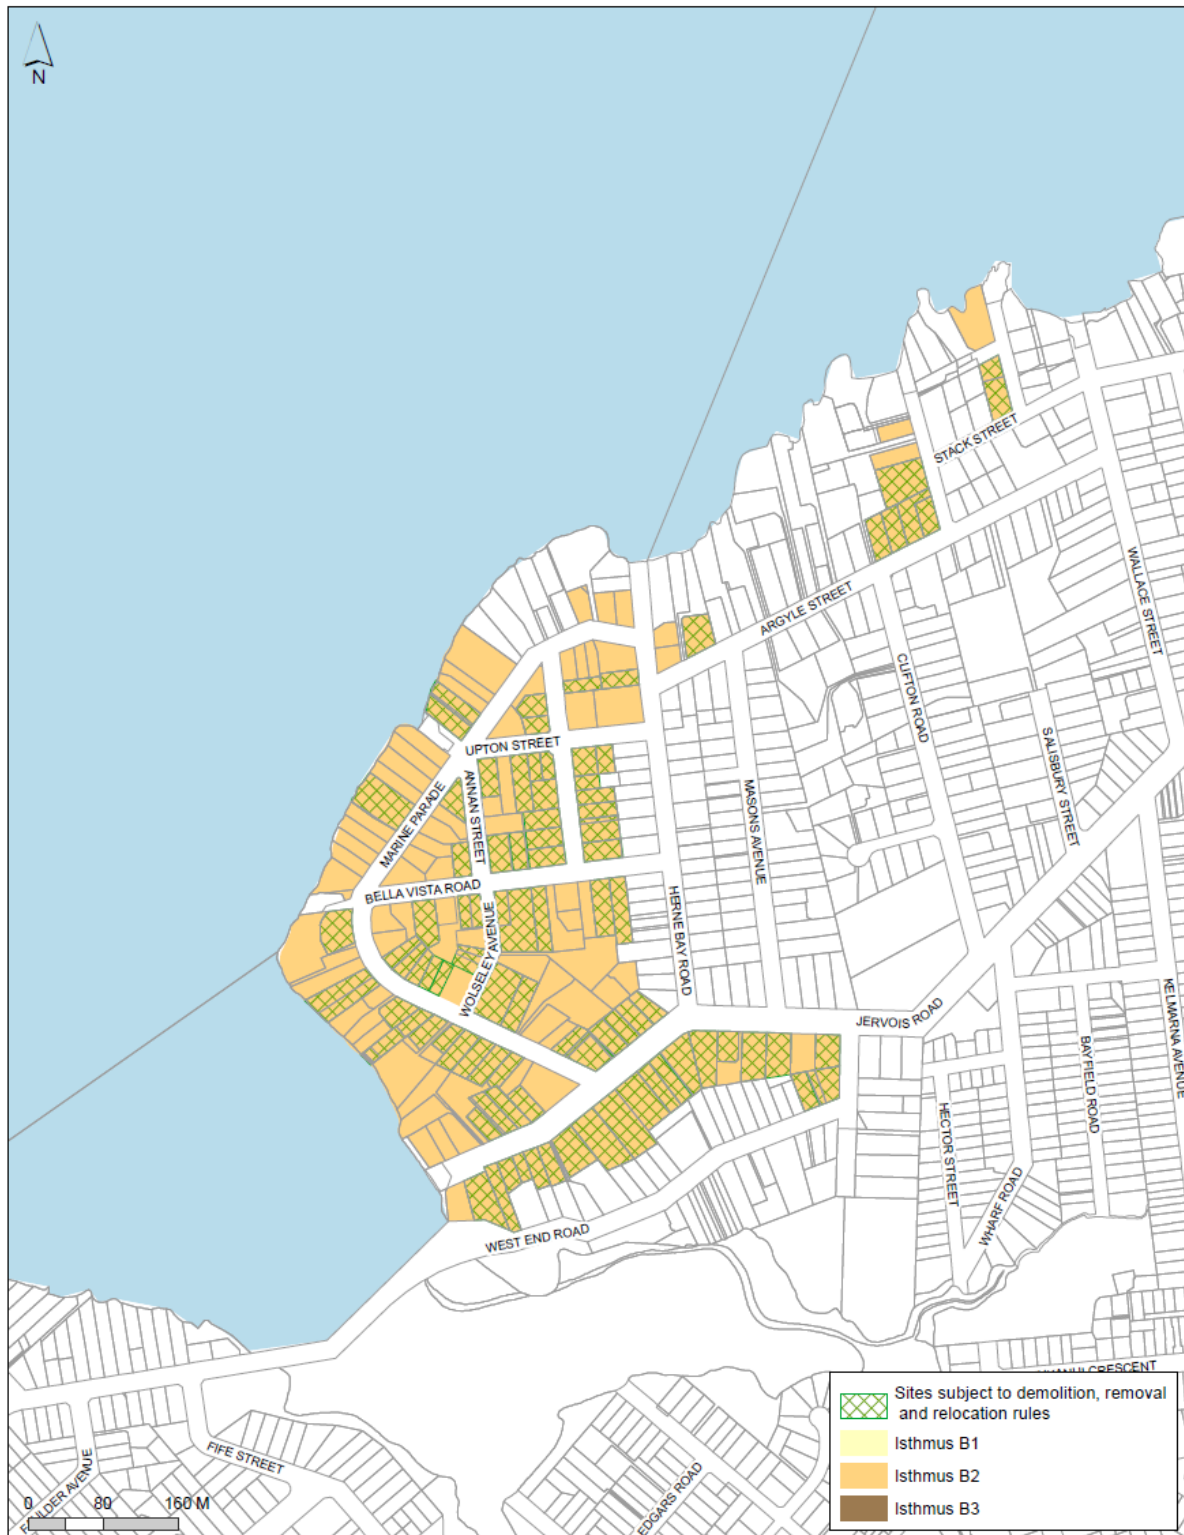 N
STACK STREET
WALLACE STREET
ARGYLE STREET
CLIFTON ROAD
SALISBURY STREET
UPTON STREET
ANNAN STREET
MARINE PARADE
MASONS AVENUE
BELLA VISTA ROAD
HERNE BAY ROAD
WOLSELEY AVENUE
JERVOIS ROAD
KELMARNA AVENUE
BAYFIELD ROAD
HECTOR STREET
WHARF ROAD
WEST END ROAD
CRESCENT
FIFE STREET
AVENUE
EDGARS ROAD
0 80 160 M
Sites subject to demolition, removal
and relocation rules
Isthmus B1
Isthmus B2
Isthmus B3